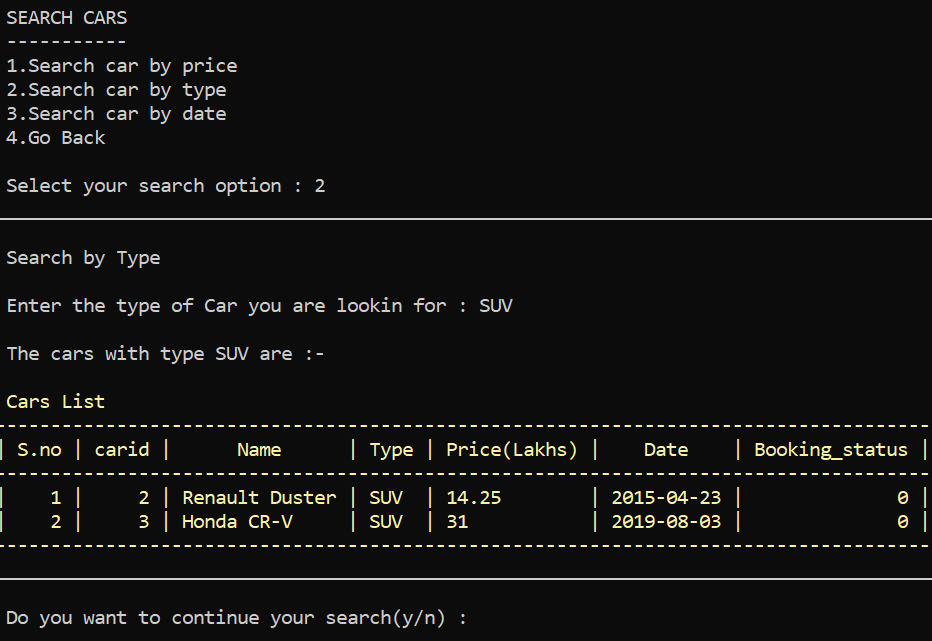 SEARCH CARS
-----------
1.Search car by price
2.Search car by type
3.Search car by date
4.Go Back
Select your search option : 2
Search by Type
Enter the type of Car you are lookin for : SUV
The cars with type SUV are :-
Cars List
| S.no | carid | Name | Type | Price(Lakhs) | Date | Booking_status |
| 1 | 2 | Renault Duster | SUV | 14.25 | 2015-04-23 | 0 |
| 2 | 3 | Honda CR-V | SUV | 31 | 2019-08-03 | 0 |
Do you want to continue your search(y/n) :